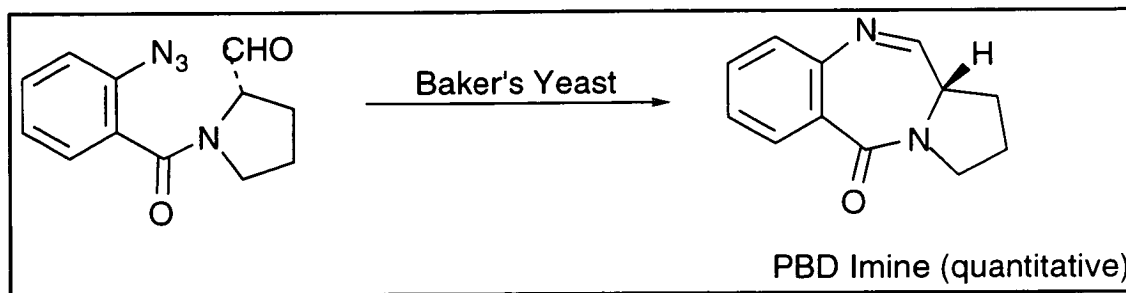 N3
CHO
N
O
Baker's Yeast
N
H
N
O
PBD Imine (quantitative)